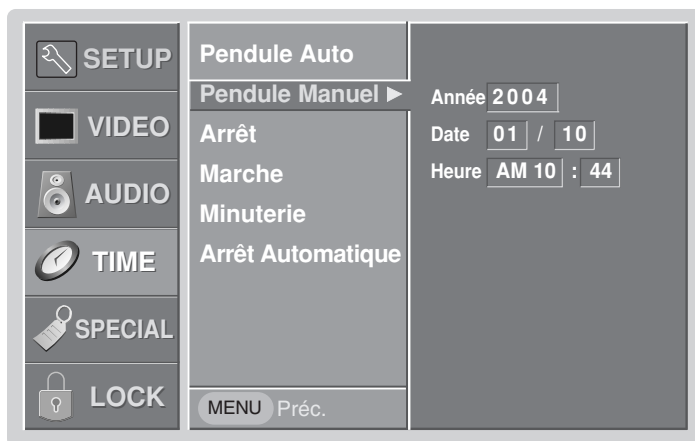 SETUP
VIDEO
AUDIO
TIME
SPECIAL
LOCK
Pendule Auto
Pendule Manuel ►
Arrêt
Marche
Minuterie
Arrêt Automatique
MENU Préc.
Année 2004
Date 01 / 10
Heure AM 10 : 44